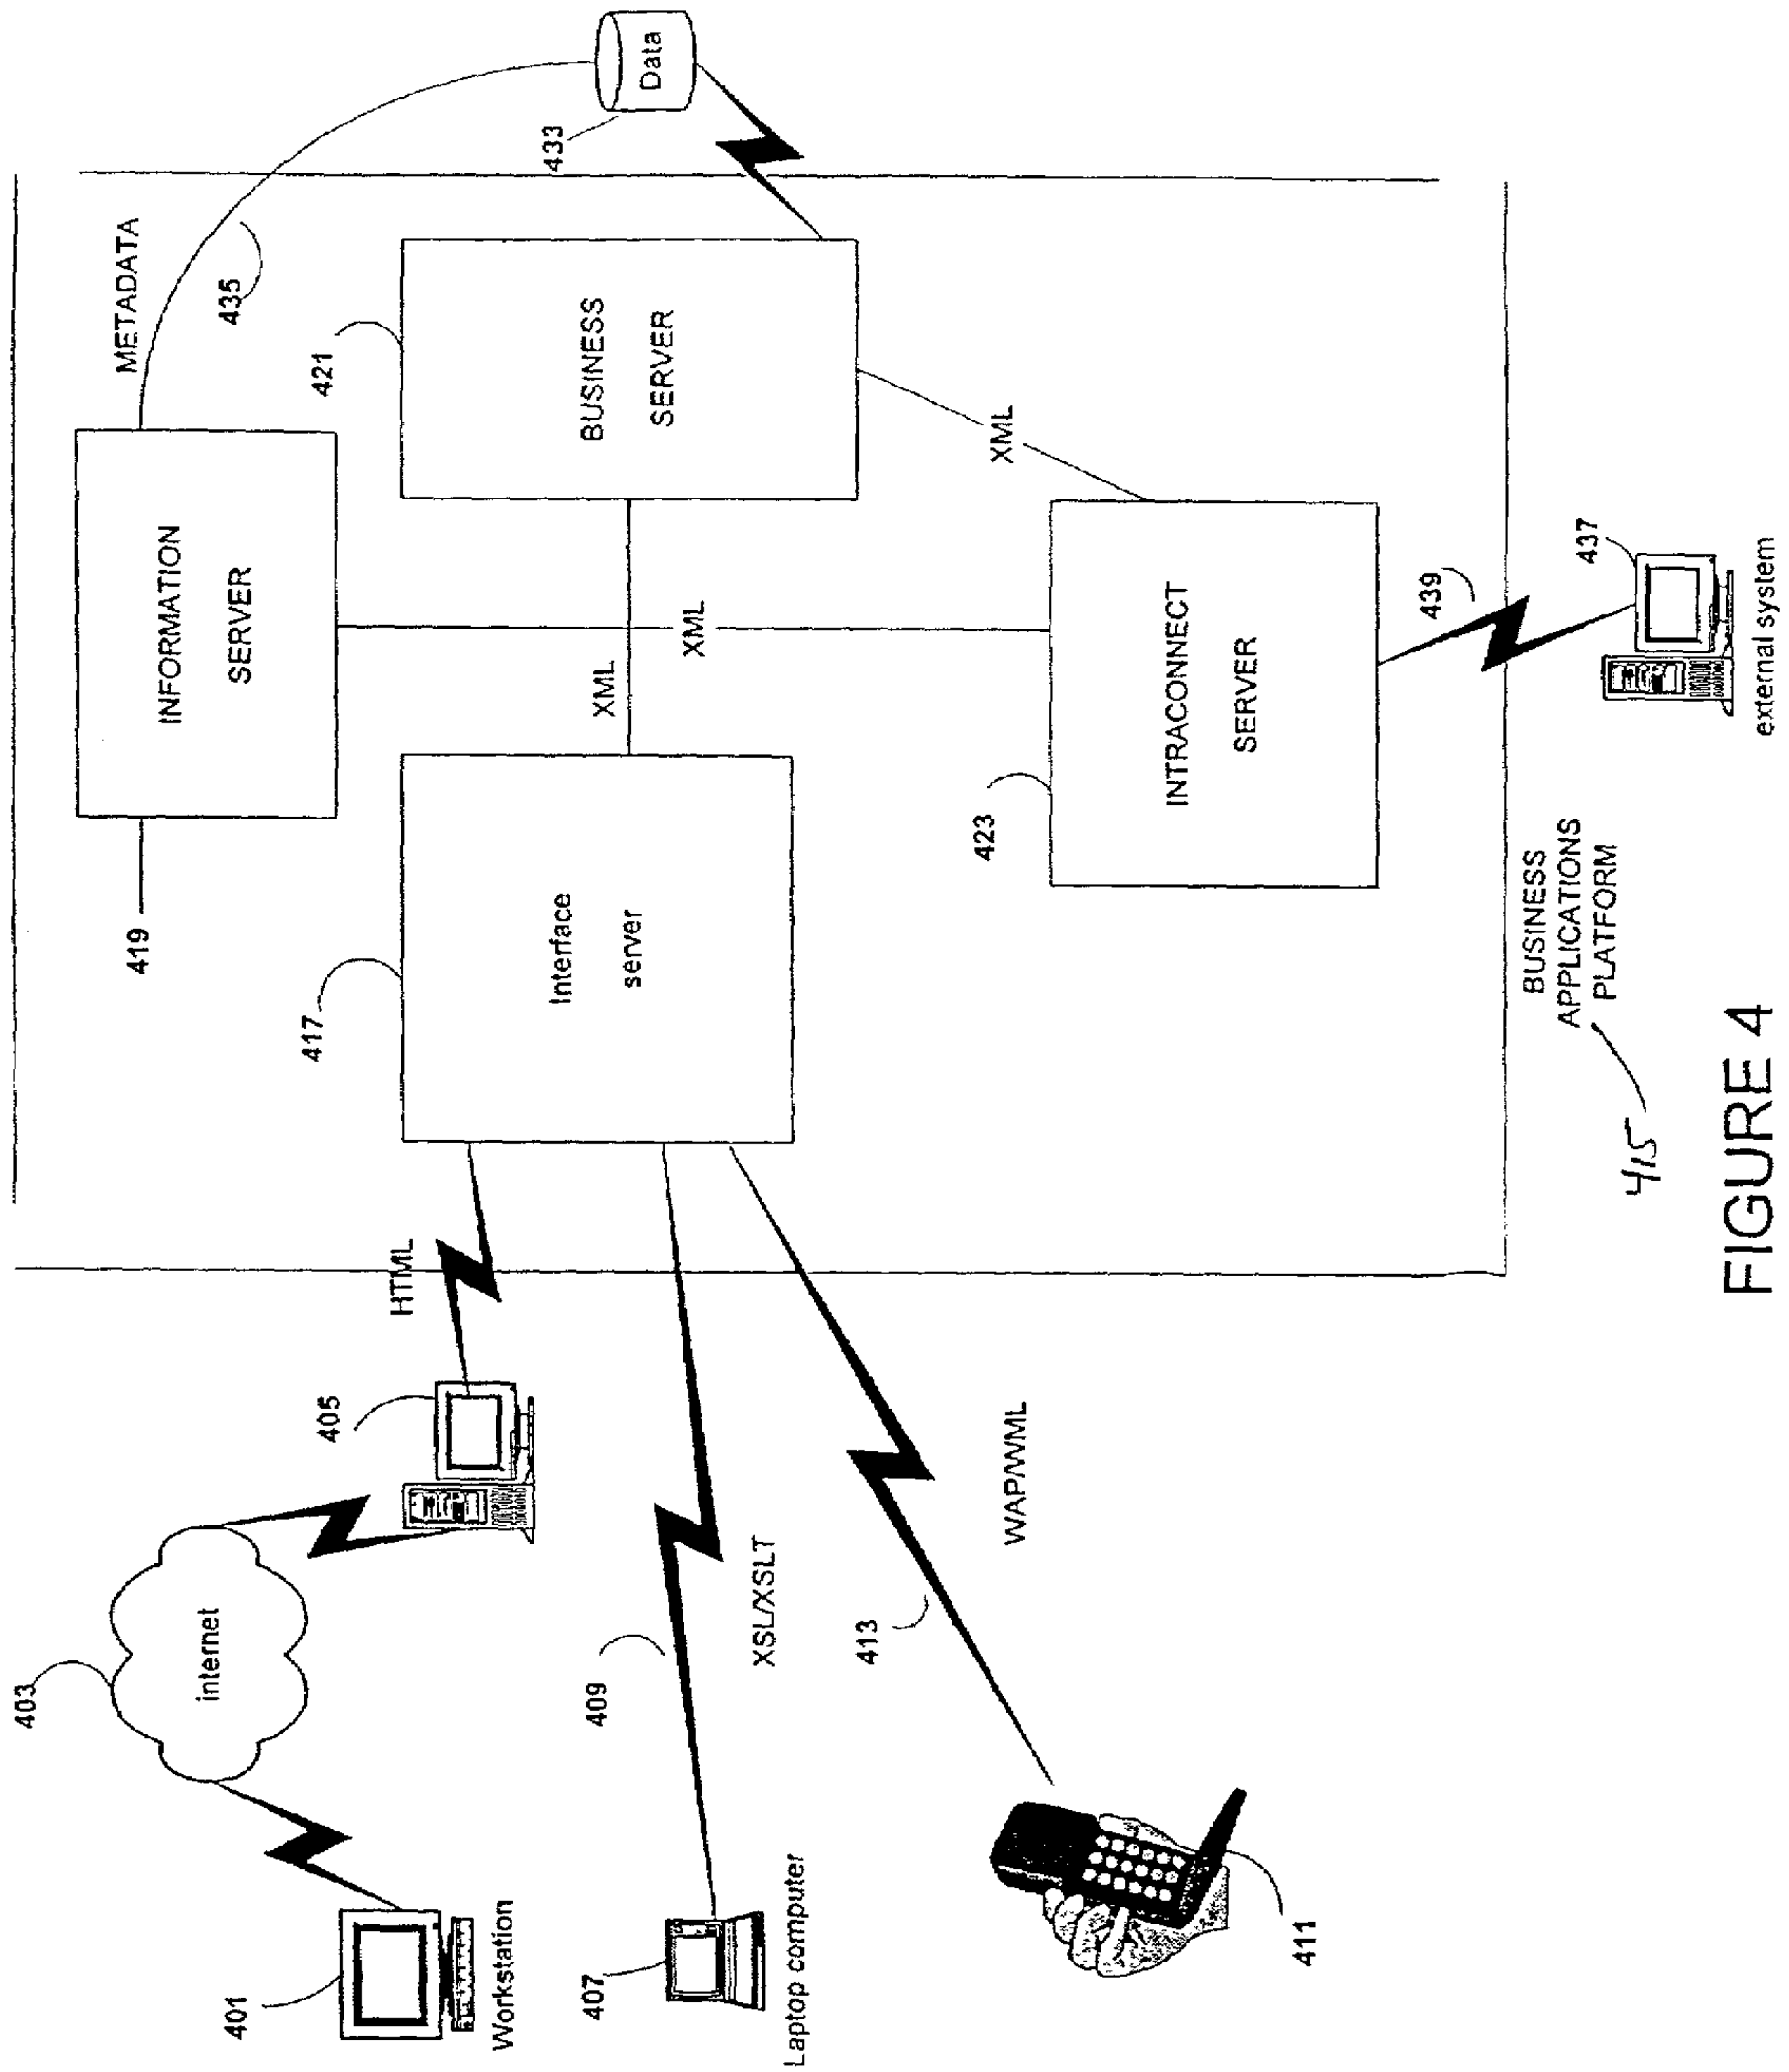 403
internet
401
Workstation
405
HTML
407
Laptop computer
409
XSL/XSLT
411
413
WAP/WML
419
INFORMATION
SERVER
METADATA
435
417
Interface
server
XML
XML
421
BUSINESS
SERVER
433
Data
423
INTRACONNECT
SERVER
XML
439
437
external system
BUSINESS
APPLICATIONS
PLATFORM
415
FIGURE 4